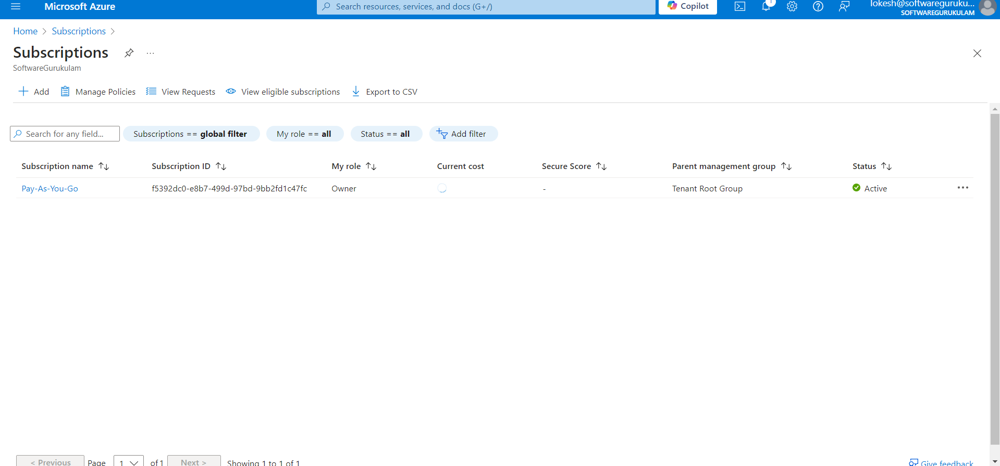 Microsoft Azure
Search resources, services, and docs (G+/)
Copilot
1
lokesh@softwareguruku...
SOFTWAREGURUKULAM
Home > Subscriptions >
Subscriptions
...
SoftwareGurukulam
Add
Manage Policies
View Requests
View eligible subscriptions
Export to CSV
Search for any field...
Subscriptions == global filter
My role == all
Status == all
Add filter
Subscription name
Subscription ID
My role
Current cost
Secure Score
Parent management group
Status
Pay-As-You-Go
f5392dc0-e8b7-499d-97bd-9bb2fd1c47fc
Owner
-
Tenant Root Group
Active
...
< Previous
Page
1
of 1
Next >
Showing 1 to 1 of 1
Give feedback